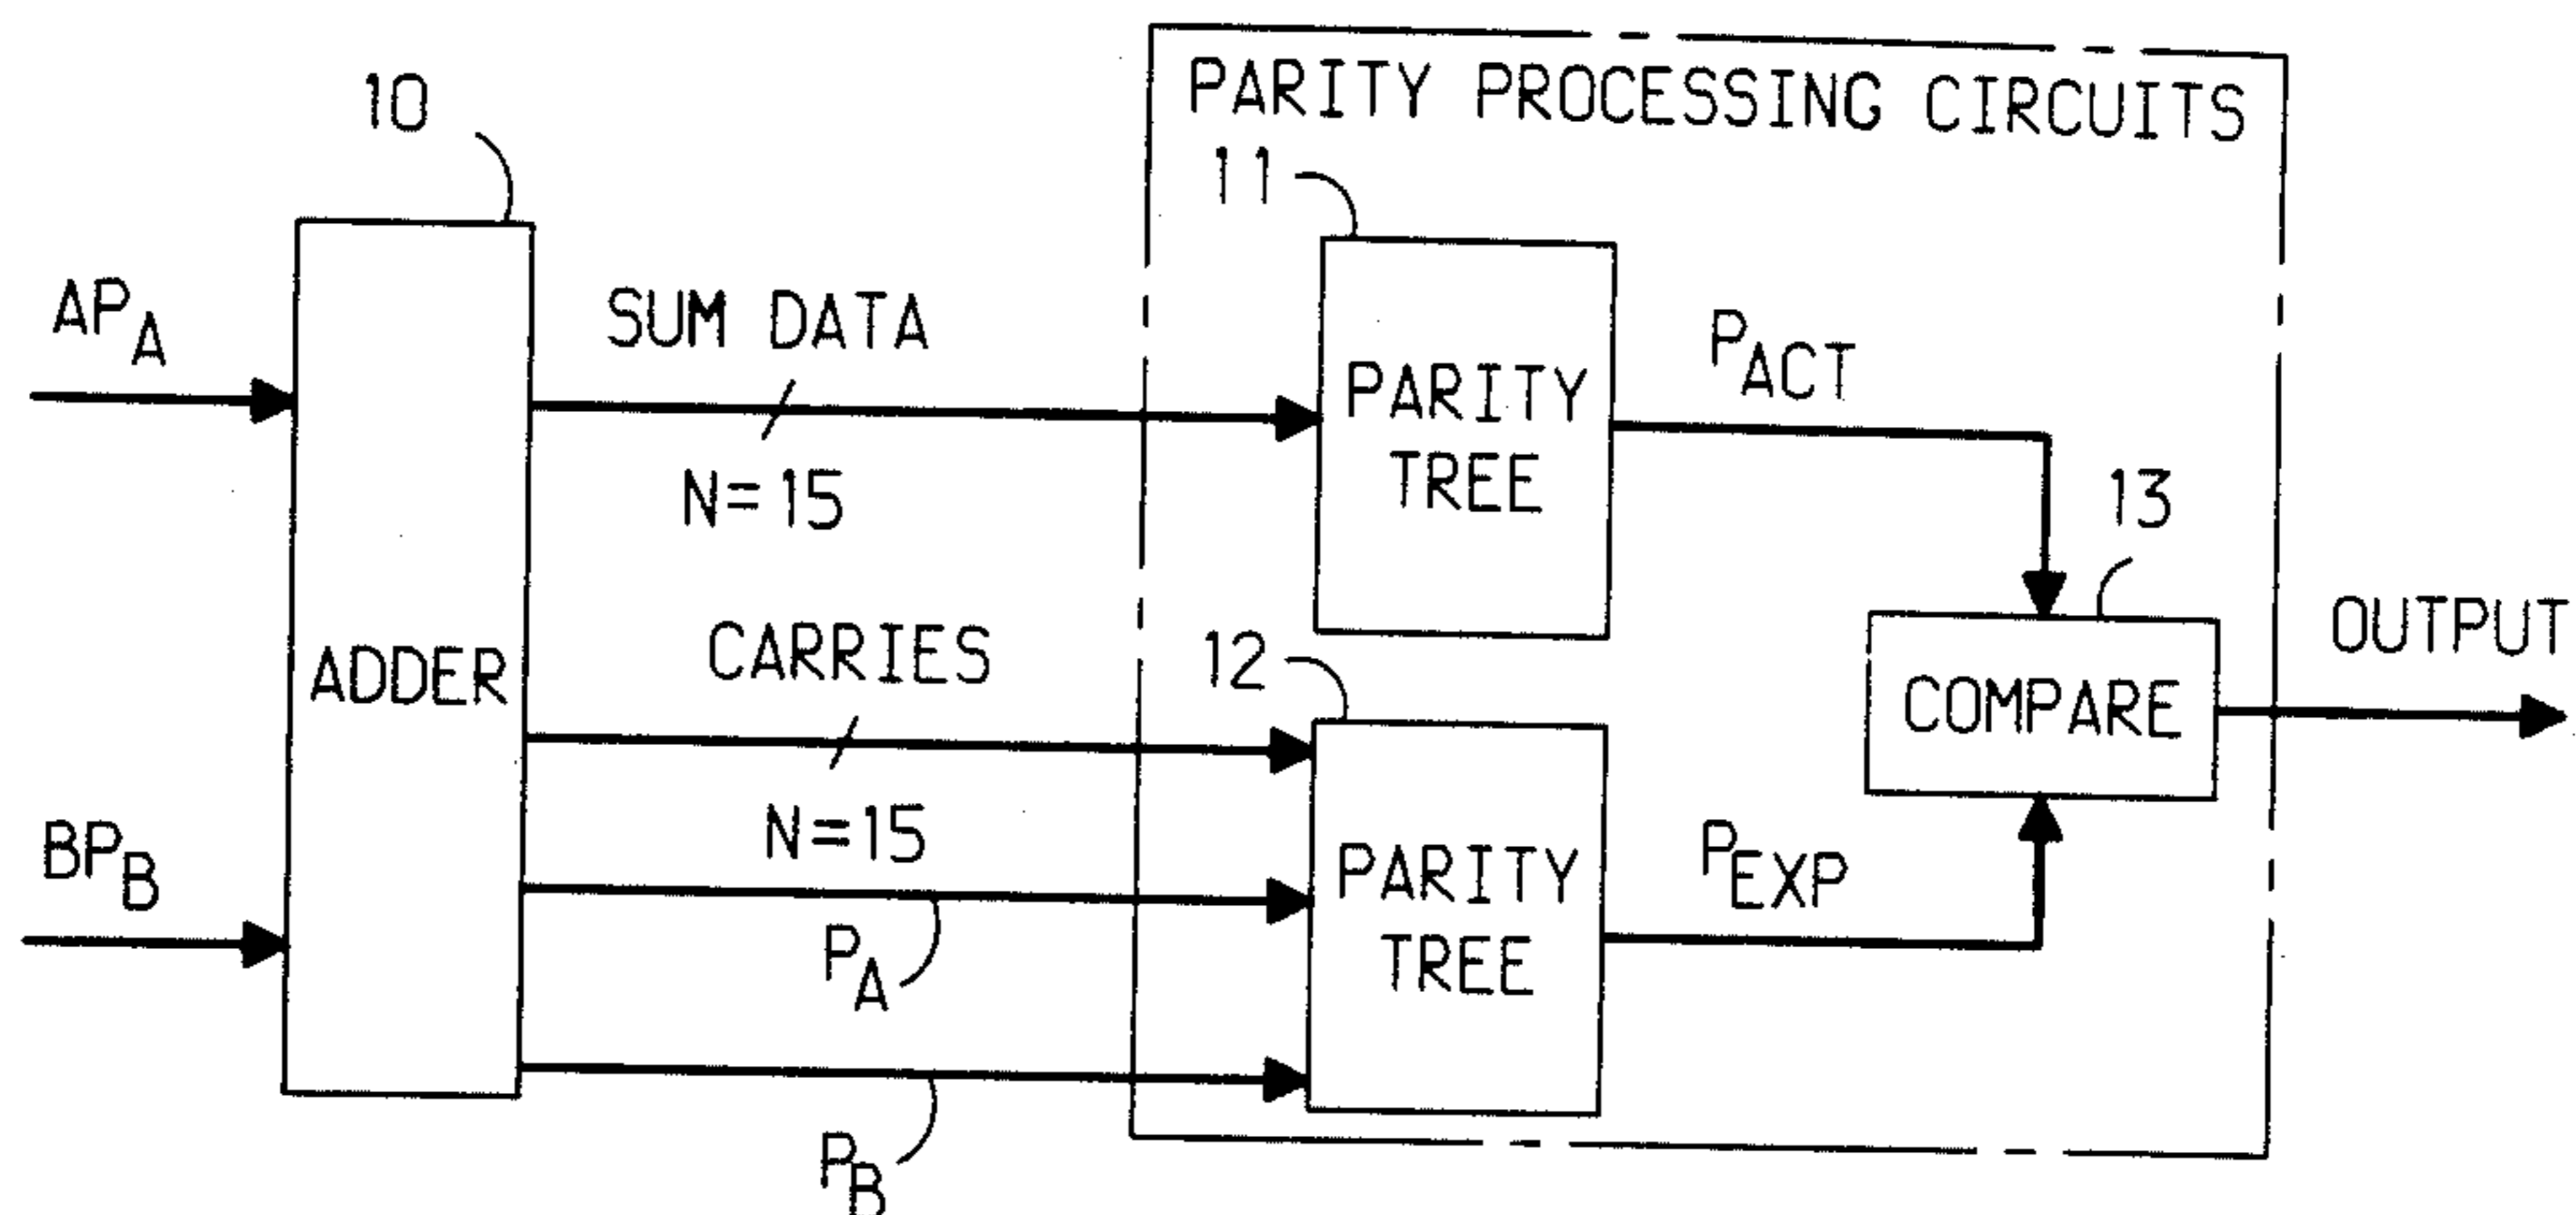 PARITY PROCESSING CIRCUITS
10
11
AP_A
SUM DATA
N=15
PARITY
TREE
P_ACT
13
ADDER
CARRIES
N=15
12
COMPARE
OUTPUT
BP_B
P_A
PARITY
TREE
P_EXP
P_B